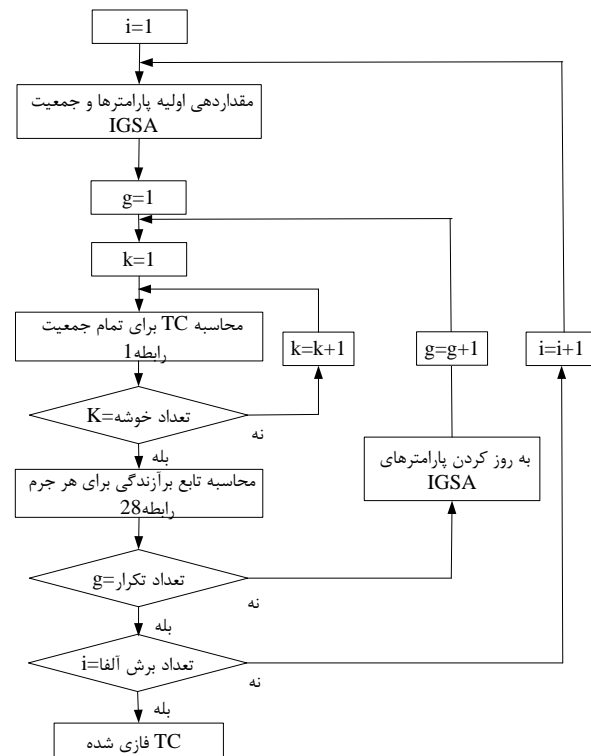 i=1
مقداردهی اولیه پارامترها و جمعیت
IGSA
g=1
k=1
محاسبه TC برای تمام جمعیت
رابطه1
k=k+1
g=g+1
i=i+1
تعداد خوشه=K
نه
بله
به روز کردن پارامترهای
IGSA
محاسبه تابع برآزندگی برای هر جرم
رابطه28
تعداد تکرار=g
نه
بله
تعداد برش آلفا=i
نه
بله
TC فازی شده